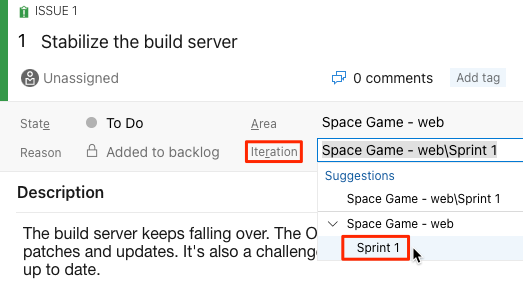 ISSUE 1
1 Stabilize the build server
Unassigned
0 comments
Add tag
State To Do
Area Space Game - web
Reason Added to backlog
Iteration Space Game - web\Sprint 1
Suggestions
Space Game - web\Sprint 1
Space Game - web
Sprint 1
Description
The build server keeps falling over. The O
patches and updates. It's also a challeng
up to date.